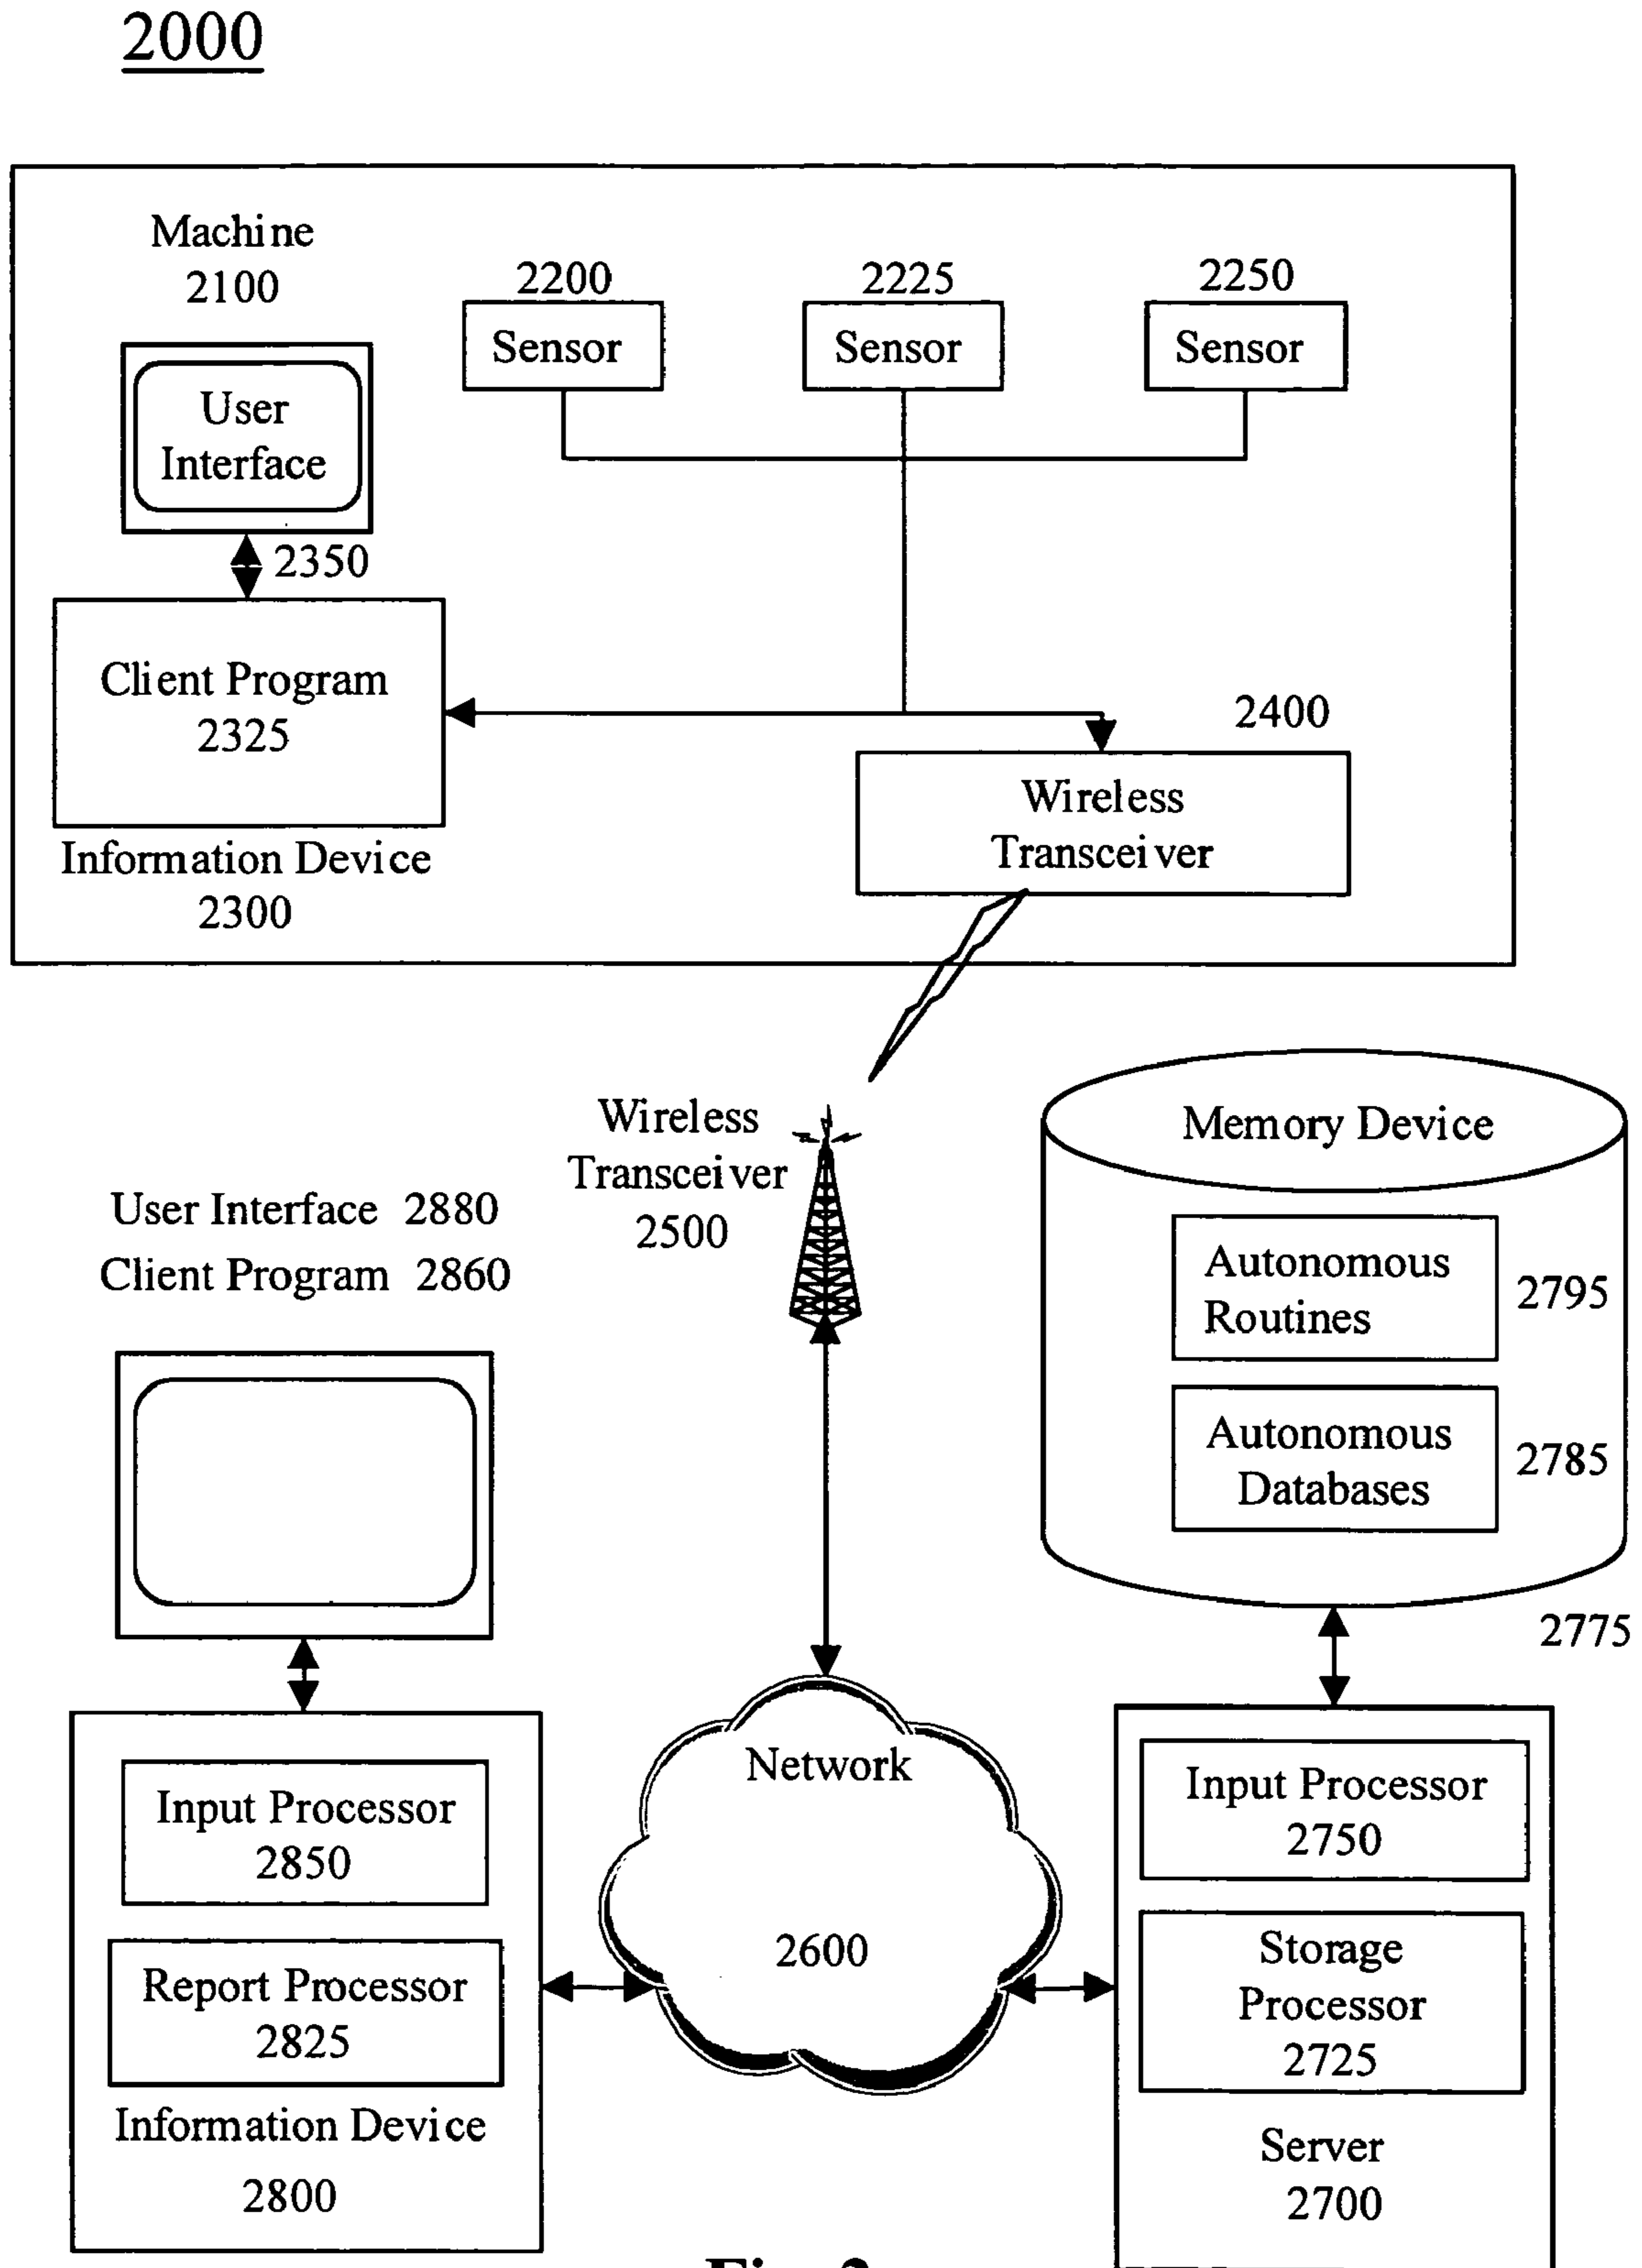 2000
Machine
2100
2200
2225
2250
Sensor
Sensor
Sensor
User
Interface
2350
Client Program
2325
2400
Wireless
Transceiver
Information Device
2300
Wireless
Transceiver
2500
Memory Device
User Interface 2880
Client Program 2860
Autonomous
Routines
2795
Autonomous
Databases
2785
2775
Network
2600
Input Processor
2850
Report Processor
2825
Information Device
2800
Input Processor
2750
Storage
Processor
2725
Server
2700